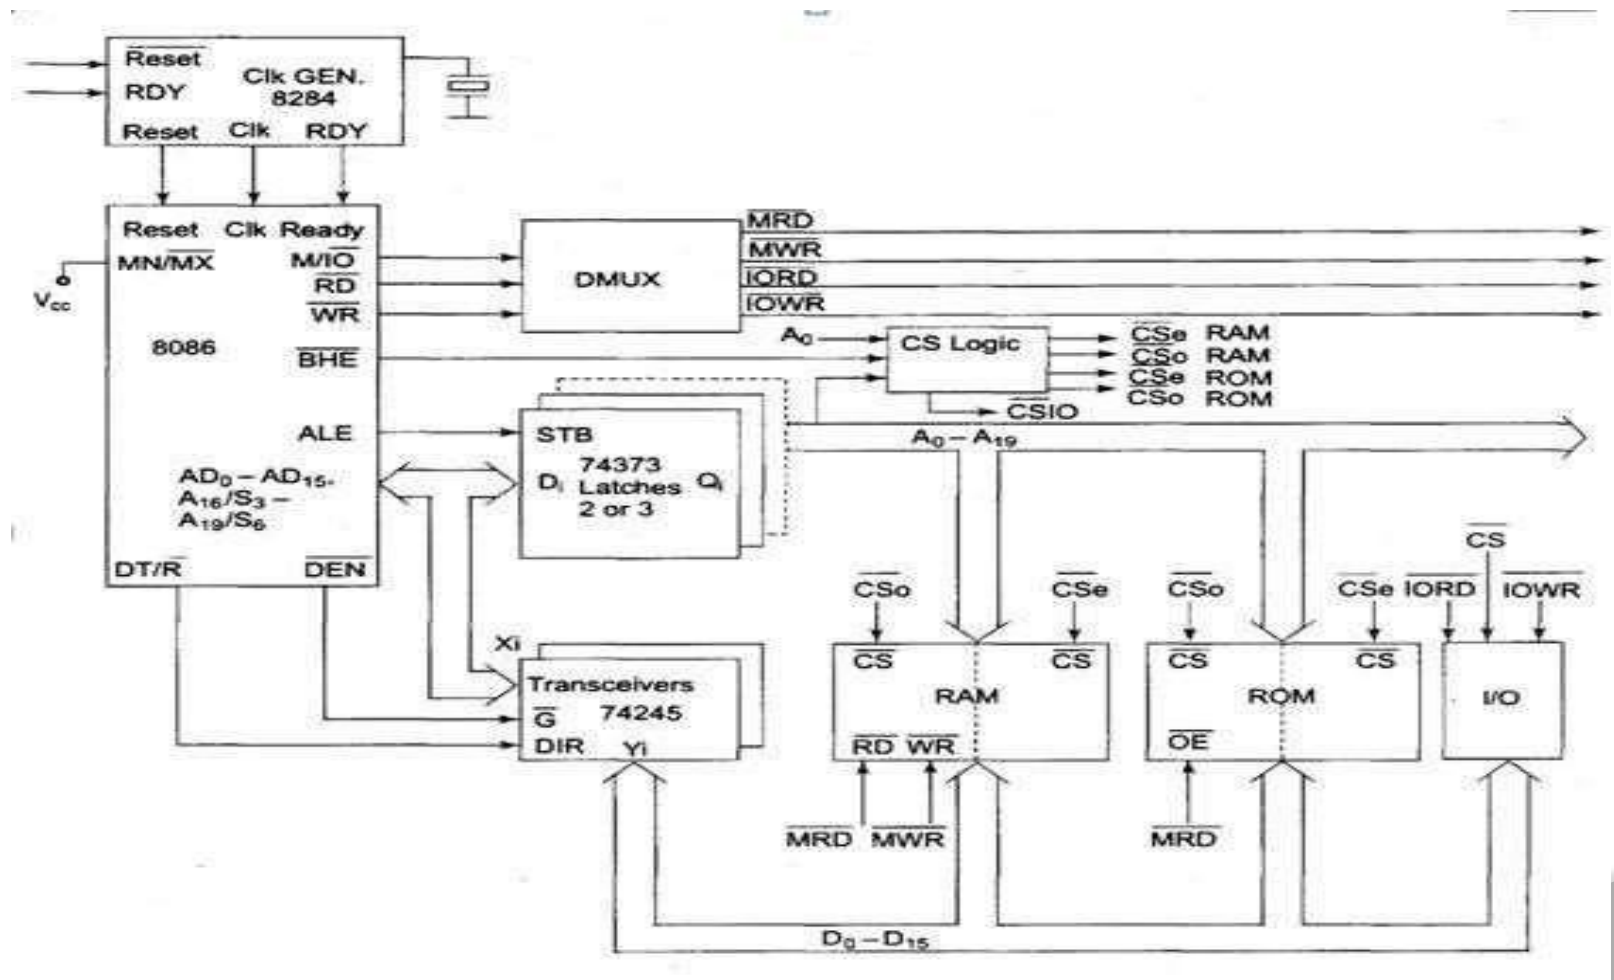 Reset
Clk GEN.
8284
RDY
Reset Clk RDY
Reset Clk Ready
MN/MX
M/IO
RD
WR
Vcc
8086
BHE
ALE
AD0 – AD15.
A16/S3 –
A19/S6
DT/R
DEN
DMUX
MRD
MWR
IORD
IOWR
A0
CS Logic
CSe RAM
CSo RAM
CSe ROM
CSo ROM
CSIO
A0 – A19
STB
74373
Di Latches Qi
2 or 3
Xi
Transceivers
G 74245
DIR Yi
CSo
CSe
CS CS
RAM
RD WR
MRD MWR
CSo
CSe
CS CS
ROM
OE
MRD
CS
IORD IOWR
I/O
D0 – D15